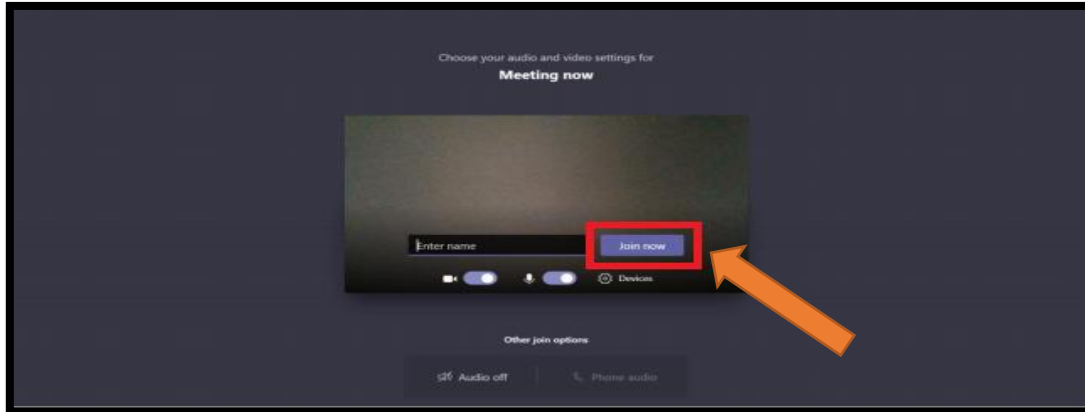 Choose your audio and video settings for
Meeting now
Enter name Join now
Devices
Other join options
Audio off Phone audio